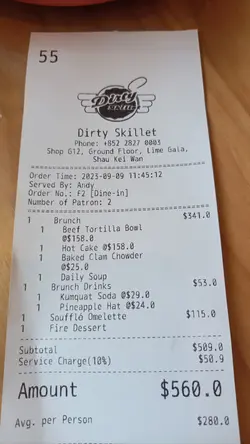 55
Dirty
SKILLET
Dirty Skillet
Phone: +852 2827 0003
Shop G12, Ground Floor, Lime Gala,
Shau Kei Wan
Order Time: 2023-09-09 11:45:12
Served By: Andy
Order No.: F2 [Dine-in]
Number of Patron: 2
1 Brunch $341.0
1 Beef Tortilla Bowl
@$158.0
1 Hot Cake @$158.0
1 Baked Clam Chowder
@$25.0
1 Daily Soup
1 Brunch Drinks $53.0
1 Kumquat Soda @$29.0
1 Pineapple Hat @$24.0
1 Souffló Omelette $115.0
1 Fire Dessert
Subtotal $509.0
Service Charge(10%) $50.9
Amount $560.0
Avg. per Person $280.0